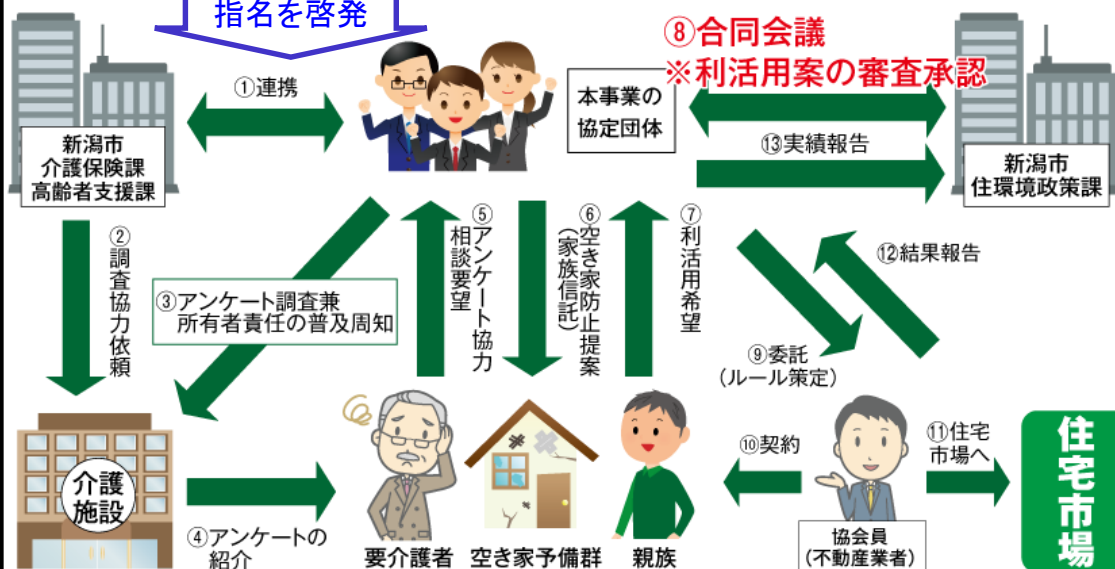 指名を啓発
⑧合同会議
※利活用案の審査承認
①連携
本事業の
協定団体
⑬実績報告
新潟市
介護保険課
高齢者支援課
新潟市
住環境政策課
②調査協力依頼
③アンケート調査兼
所有者責任の普及周知
⑤アンケート協力
相談要望
⑥空き家防止提案
(家族信託)
⑦利活用希望
⑫結果報告
⑨委託
(ルール策定)
介護
施設
④アンケートの
紹介
要介護者
空き家予備群
親族
⑩契約
協会員
(不動産業者)
⑪住宅
市場へ
住宅市場